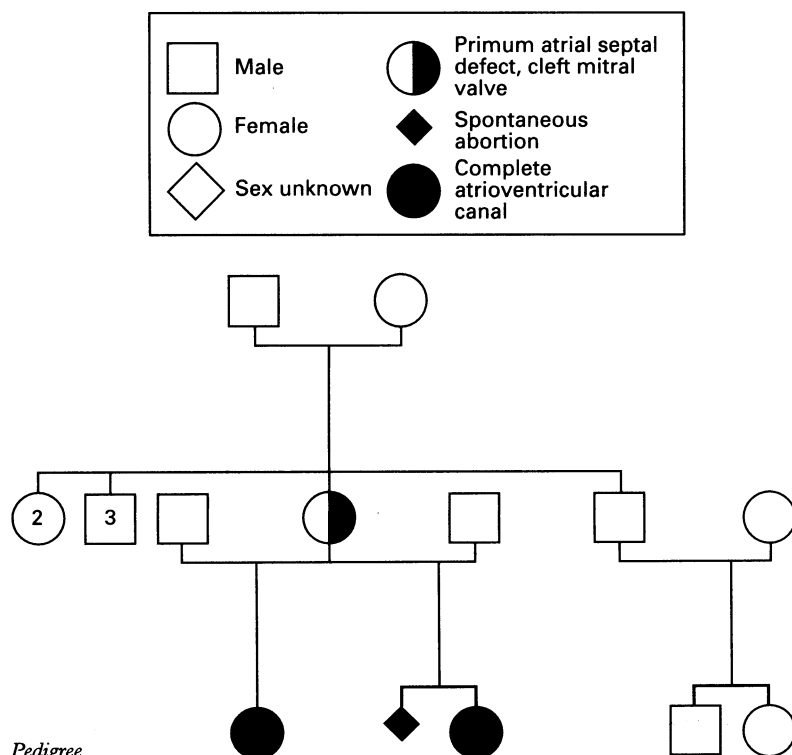 Male
Female
Sex unknown
Primum atrial septal
defect, cleft mitral
valve
Spontaneous
abortion
Complete
atrioventricular
canal
2
3
Pedigree